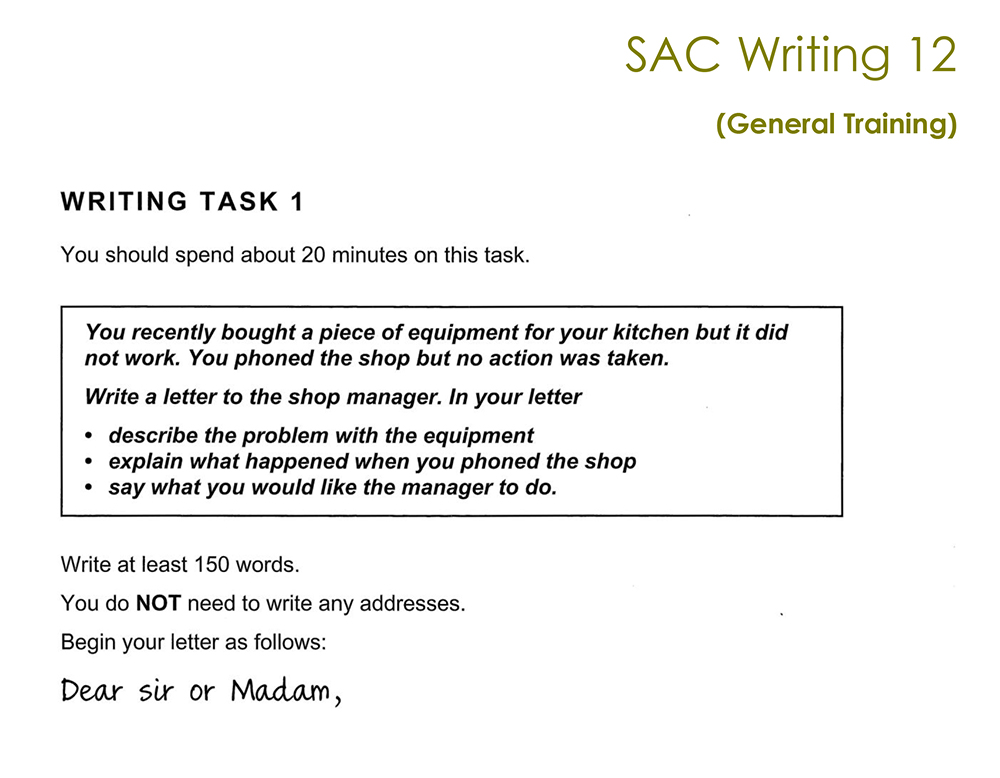 SAC Writing 12
(General Training)
WRITING TASK 1
You should spend about 20 minutes on this task.
You recently bought a piece of equipment for your kitchen but it did
not work. You phoned the shop but no action was taken.
Write a letter to the shop manager. In your letter
• describe the problem with the equipment
• explain what happened when you phoned the shop
• say what you would like the manager to do.
Write at least 150 words.
You do NOT need to write any addresses.
Begin your letter as follows:
Dear sir or Madam,